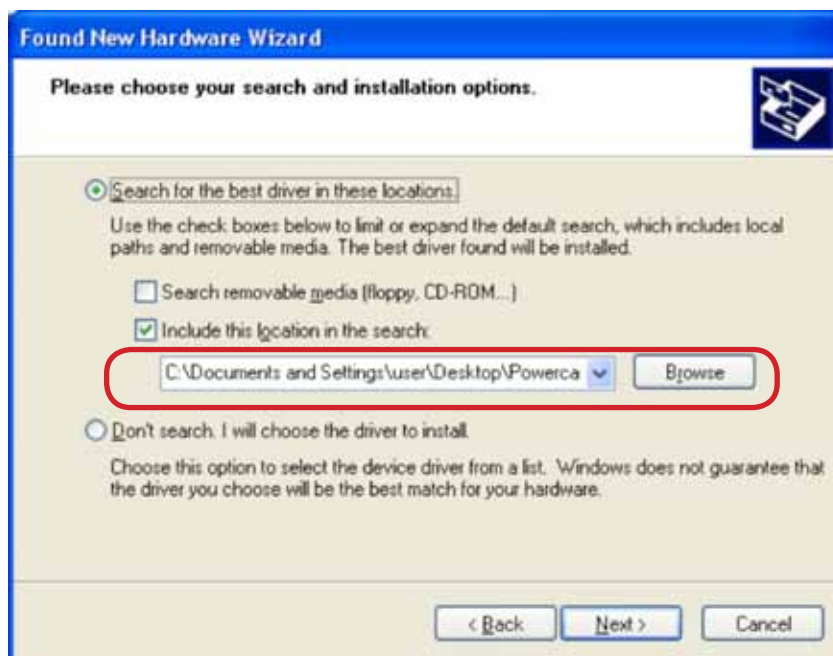 Found New Hardware Wizard
Please choose your search and installation options.
Search for the best driver in these locations.
Use the check boxes below to limit or expand the default search, which includes local
paths and removable media. The best driver found will be installed.
Search removable media (floppy, CD-ROM...)
Include this location in the search:
C:\Documents and Settings\user\Desktop\Powerca
Browse
Don't search. I will choose the driver to install.
Choose this option to select the device driver from a list. Windows does not guarantee that
the driver you choose will be the best match for your hardware.
< Back Next > Cancel